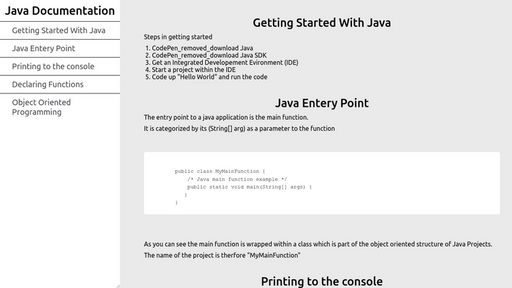 Java Documentation
Getting Started With Java
Java Entery Point
Printing to the console
Declaring Functions
Object Oriented
Programming
Getting Started With Java
Steps in getting started
1. CodePen_removed_download Java
2. CodePen_removed_download Java SDK
3. Get an Integrated Developement Evironment (IDE)
4. Start a project within the IDE
5. Code up "Hello World" and run the code
Java Entery Point
The entry point to a java application is the main function.
It is categorized by its (String[] arg) as a parameter to the function
public class MyMainFunction {
/* Java main function example */
public static void main(String[] args) {
}
}
As you can see the main function is wrapped within a class which is part of the object oriented structure of Java Projects.
The name of the project is therfore "MyMainFunction"
Printing to the console